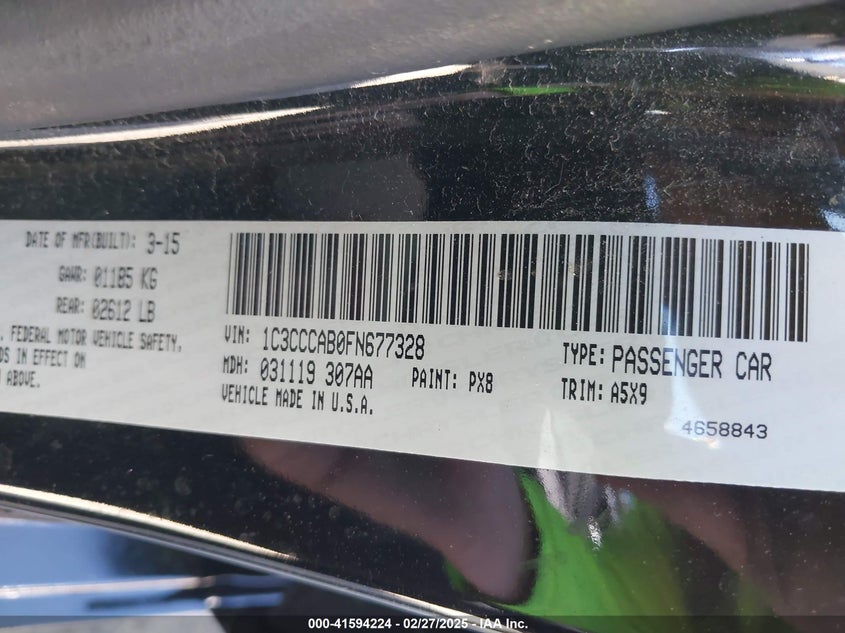 DATE OF MFR(BUILT): 3-15
GAWR: 01185 KG
REAR: 02612 LB
. FEDERAL MOTOR VEHICLE SAFETY,
DS IN EFFECT ON
ABOVE.
VIN: 1C3CCCAB0FN677328
MDH: 031119 307AA
PAINT: PX8
VEHICLE MADE IN U.S.A.
TYPE: PASSENGER CAR
TRIM: A5X9
4658843
000-41594224 - 02/27/2025 - IAA Inc.